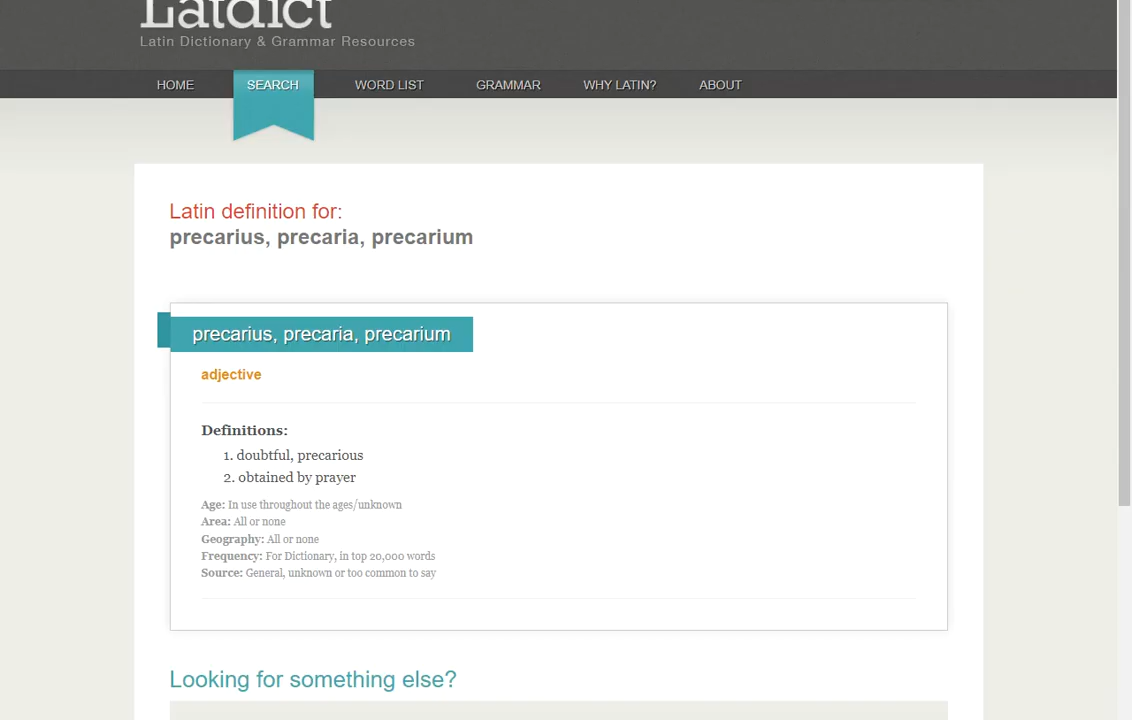 Latdict
Latin Dictionary & Grammar Resources
HOME SEARCH WORD LIST GRAMMAR WHY LATIN? ABOUT
Latin definition for:
precarius, precaria, precarium
precarius, precaria, precarium
adjective
Definitions:
1. doubtful, precarious
2. obtained by prayer
Age: In use throughout the ages/unknown
Area: All or none
Geography: All or none
Frequency: For Dictionary, in top 20,000 words
Source: General, unknown or too common to say
Looking for something else?